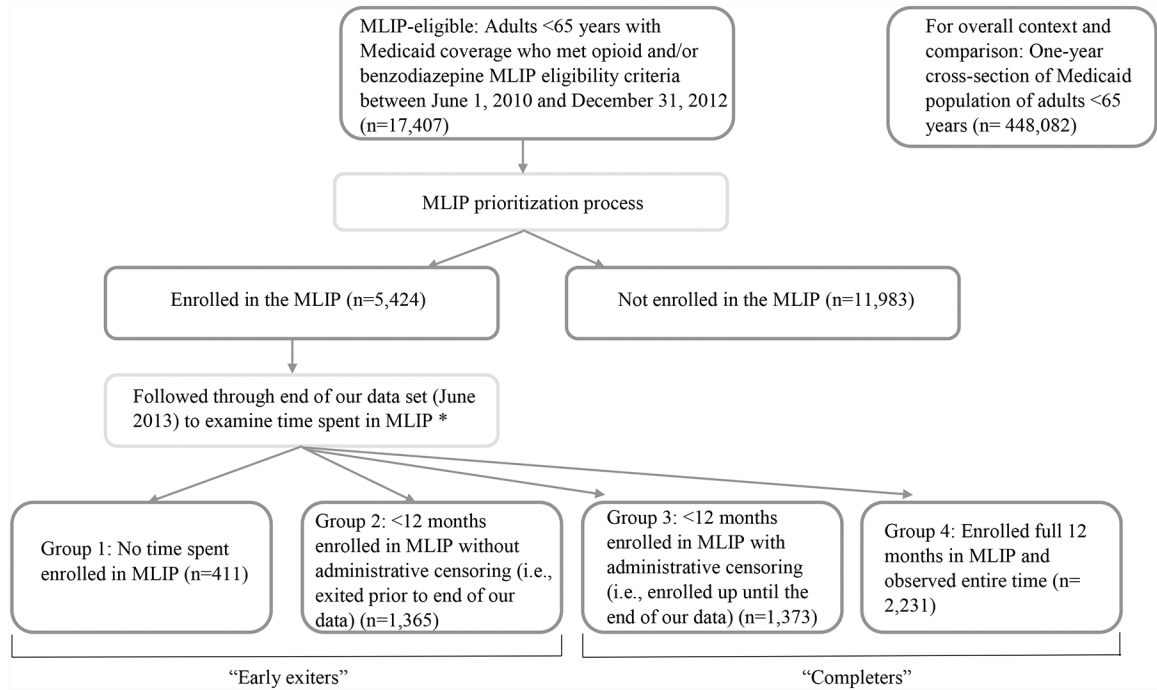 MLIP-eligible: Adults <65 years with
Medicaid coverage who met opioid and/or
benzodiazepine MLIP eligibility criteria
between June 1, 2010 and December 31, 2012
(n=17,407)
For overall context and
comparison: One-year
cross-section of Medicaid
population of adults <65
years (n= 448,082)
MLIP prioritization process
Enrolled in the MLIP (n=5,424)
Not enrolled in the MLIP (n=11,983)
Followed through end of our data set (June
2013) to examine time spent in MLIP *
Group 1: No time spent
enrolled in MLIP (n=411)
Group 2: <12 months
enrolled in MLIP without
administrative censoring (i.e.,
exited prior to end of our
data) (n=1,365)
Group 3: <12 months
enrolled in MLIP with
administrative censoring
(i.e., enrolled up until the
end of our data) (n=1,373)
Group 4: Enrolled full 12
months in MLIP and
observed entire time (n=
2,231)
“Early exiters”
“Completers”